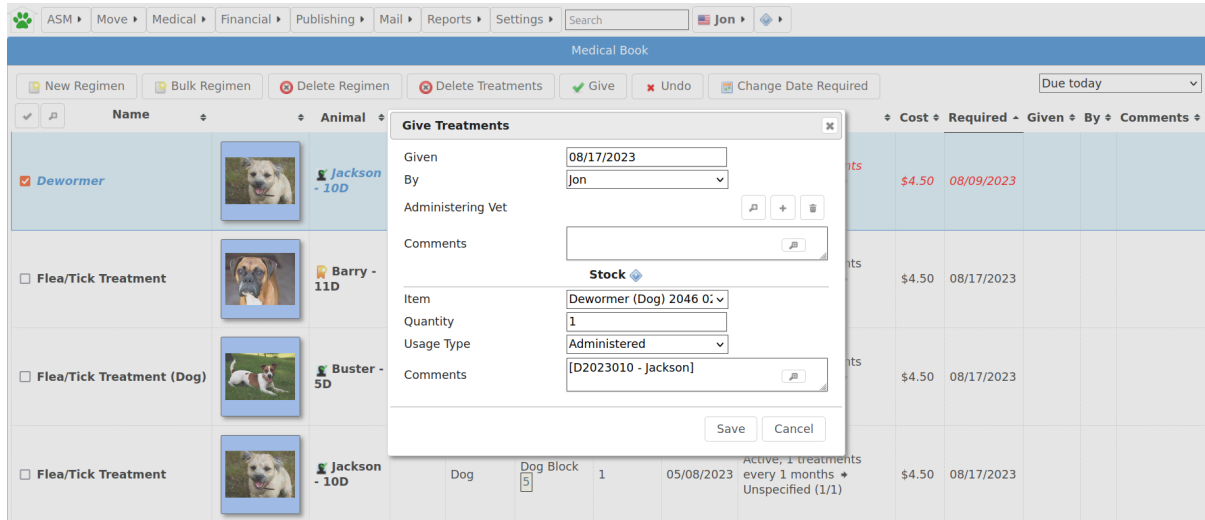 ASM Move Medical Financial Publishing Mail Reports Settings Search Jon
Medical Book
New Regimen Bulk Regimen Delete Regimen Delete Treatments Give Undo Change Date Required Due today
Name Animal Cost Required Given By Comments
Give Treatments
Given 08/17/2023
By Jon
Administering Vet
Comments
Stock
Item Dewormer (Dog) 2046
Quantity 1
Usage Type Administered
Comments [D2023010 - Jackson]
Save Cancel
Dewormer
Jackson
- 10D
$4.50 08/09/2023
Flea/Tick Treatment
Barry -
11D
$4.50 08/17/2023
Flea/Tick Treatment (Dog)
Buster -
5D
$4.50 08/17/2023
Flea/Tick Treatment
Jackson
- 10D
Dog
Dog Block
5
1
05/08/2023
Active, 1 treatments
every 1 months
Unspecified (1/1)
$4.50 08/17/2023